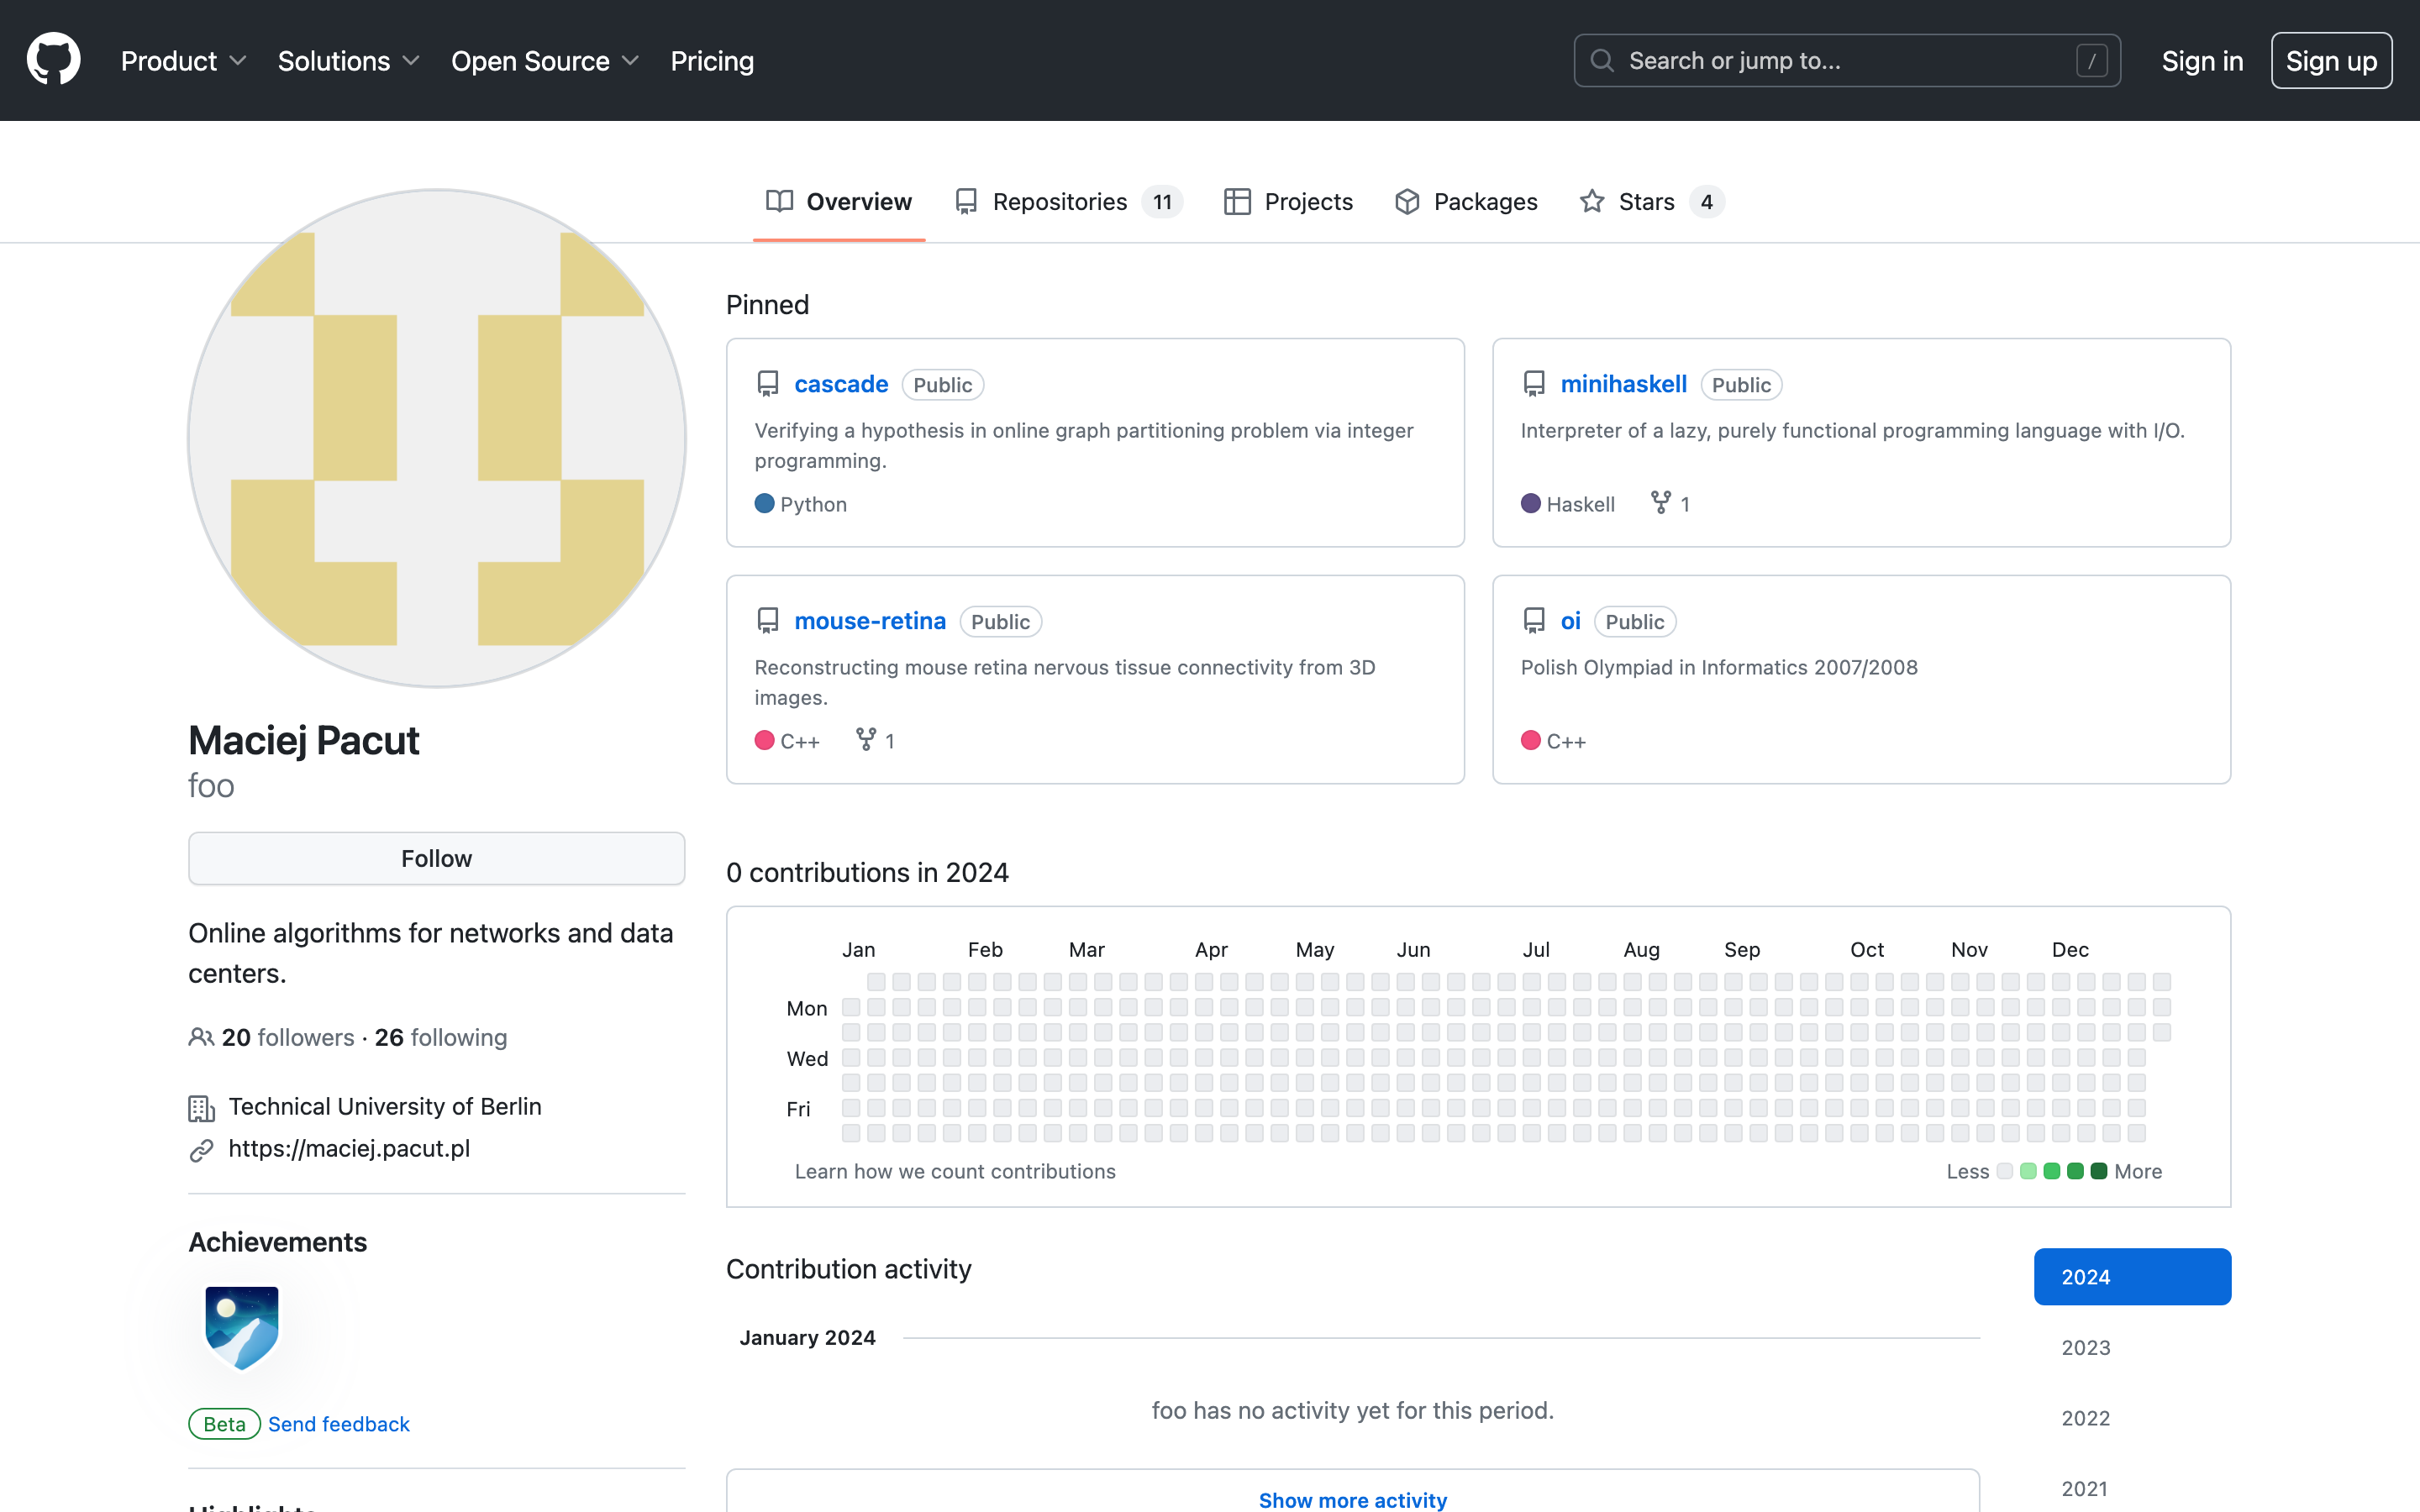 Product Solutions Open Source Pricing Search or jump to... / Sign in Sign up
Overview Repositories 11 Projects Packages Stars 4
Maciej Pacut
foo
Follow
Online algorithms for networks and data
centers.
20 followers · 26 following
Technical University of Berlin
https://maciej.pacut.pl
Achievements
Beta Send feedback
Pinned
cascade Public
Verifying a hypothesis in online graph partitioning problem via integer
programming.
Python
minihaskell Public
Interpreter of a lazy, purely functional programming language with I/O.
Haskell 1
mouse-retina Public
Reconstructing mouse retina nervous tissue connectivity from 3D
images.
C++ 1
oi Public
Polish Olympiad in Informatics 2007/2008
C++
0 contributions in 2024
Jan Feb Mar Apr May Jun Jul Aug Sep Oct Nov Dec
Mon
Wed
Fri
Learn how we count contributions Less More
Contribution activity
January 2024
foo has no activity yet for this period.
Show more activity
2024
2023
2022
2021